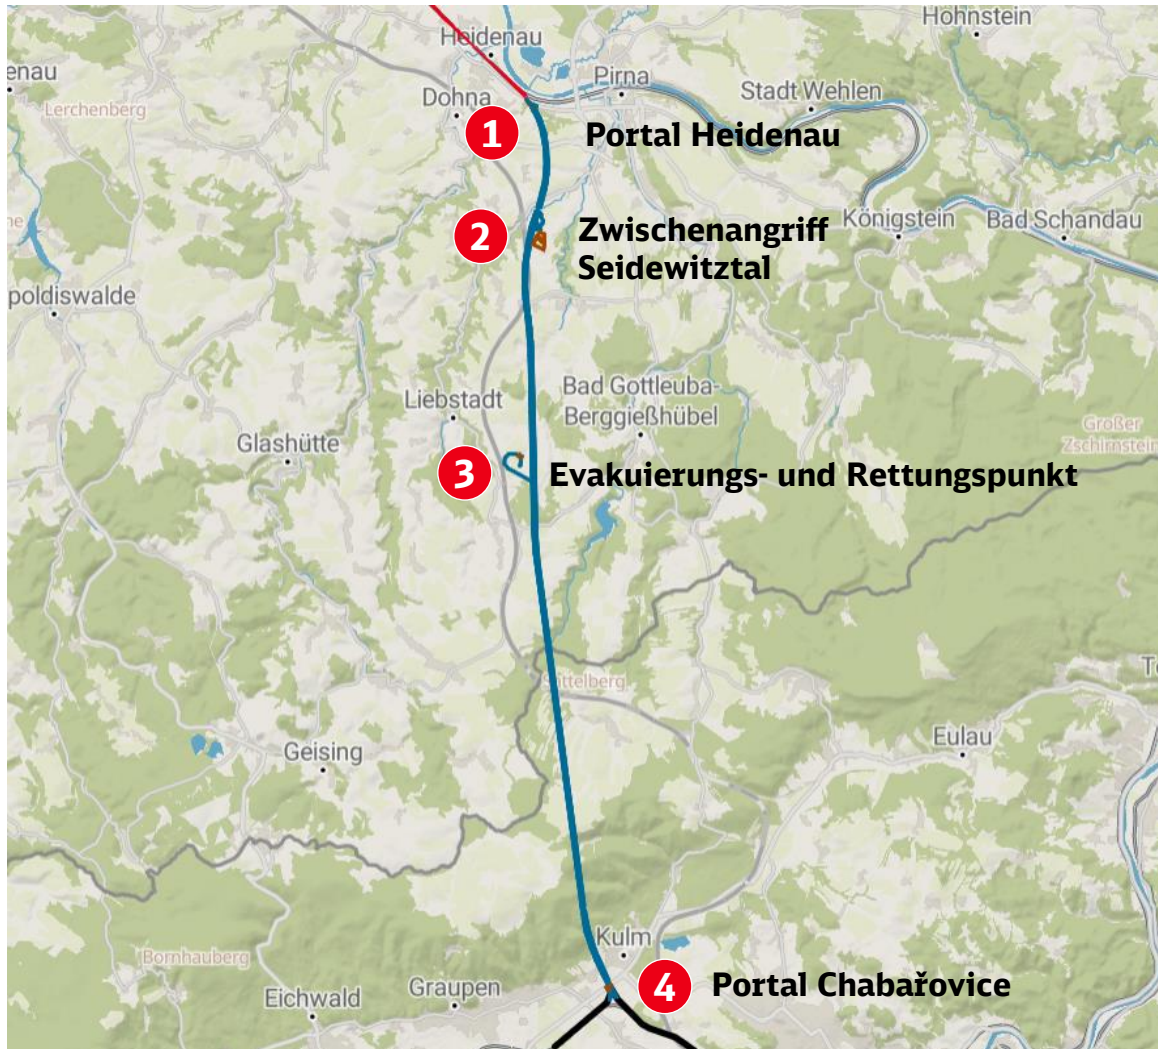 Hohnstein
Heidenau
enau
Pirna
Stadt Wehlen
Lerchenberg
Dohna
1
Portal Heidenau
2
Zwischenangriff
Seidewitztal
Königstein
Bad Schandau
poldiswalde
Liebstadt
Bad Gottleuba-
Berggießhübel
Glashütte
Großer
Zschirnstein
3
Evakuierungs- und Rettungspunkt
Sattelberg
Geising
Eulau
Kulm
Bornhauberg
4
Portal Chabařovice
Eichwald
Graupen